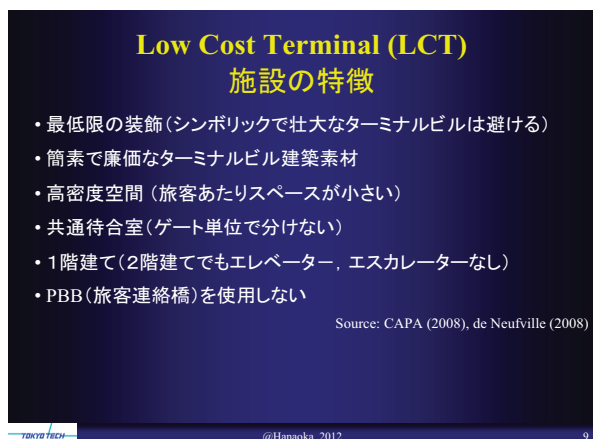 Low Cost Terminal (LCT)
施設の特徴
• 最低限の装飾（シンボリックで壮大なターミナルビルは避ける）
• 簡素で廉価なターミナルビル建築素材
• 高密度空間（旅客あたりスペースが小さい）
• 共通待合室（ゲート単位で分けない）
• １階建て（２階建てでもエレベーター，エスカレーターなし）
• PBB（旅客連絡橋）を使用しない
Source: CAPA (2008), de Neufville (2008)
TOKYO TECH
@Hanaoka, 2012
9